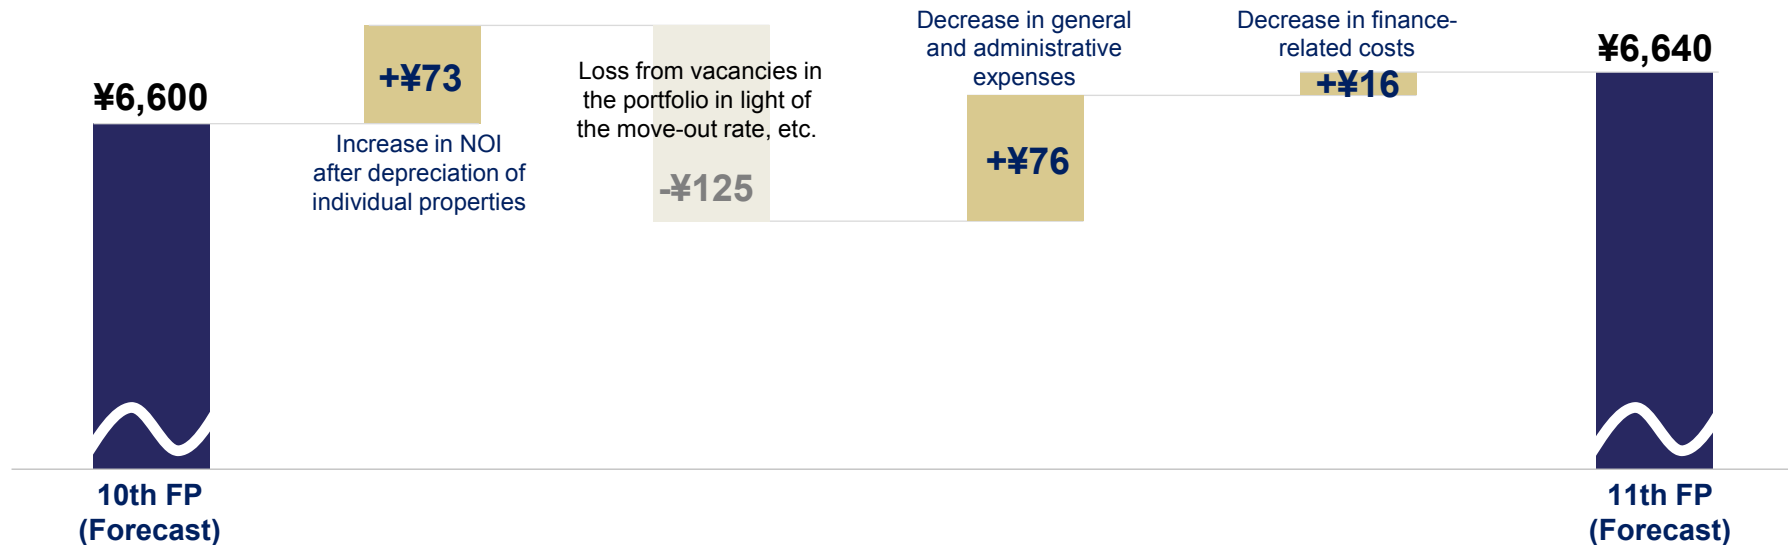 ¥6,600
10th FP
(Forecast)
+¥73
Increase in NOI
after depreciation of
individual properties
Loss from vacancies in
the portfolio in light of
the move-out rate, etc.
-¥125
Decrease in general
and administrative
expenses
+¥76
Decrease in finance-
related costs
+¥16
¥6,640
11th FP
(Forecast)